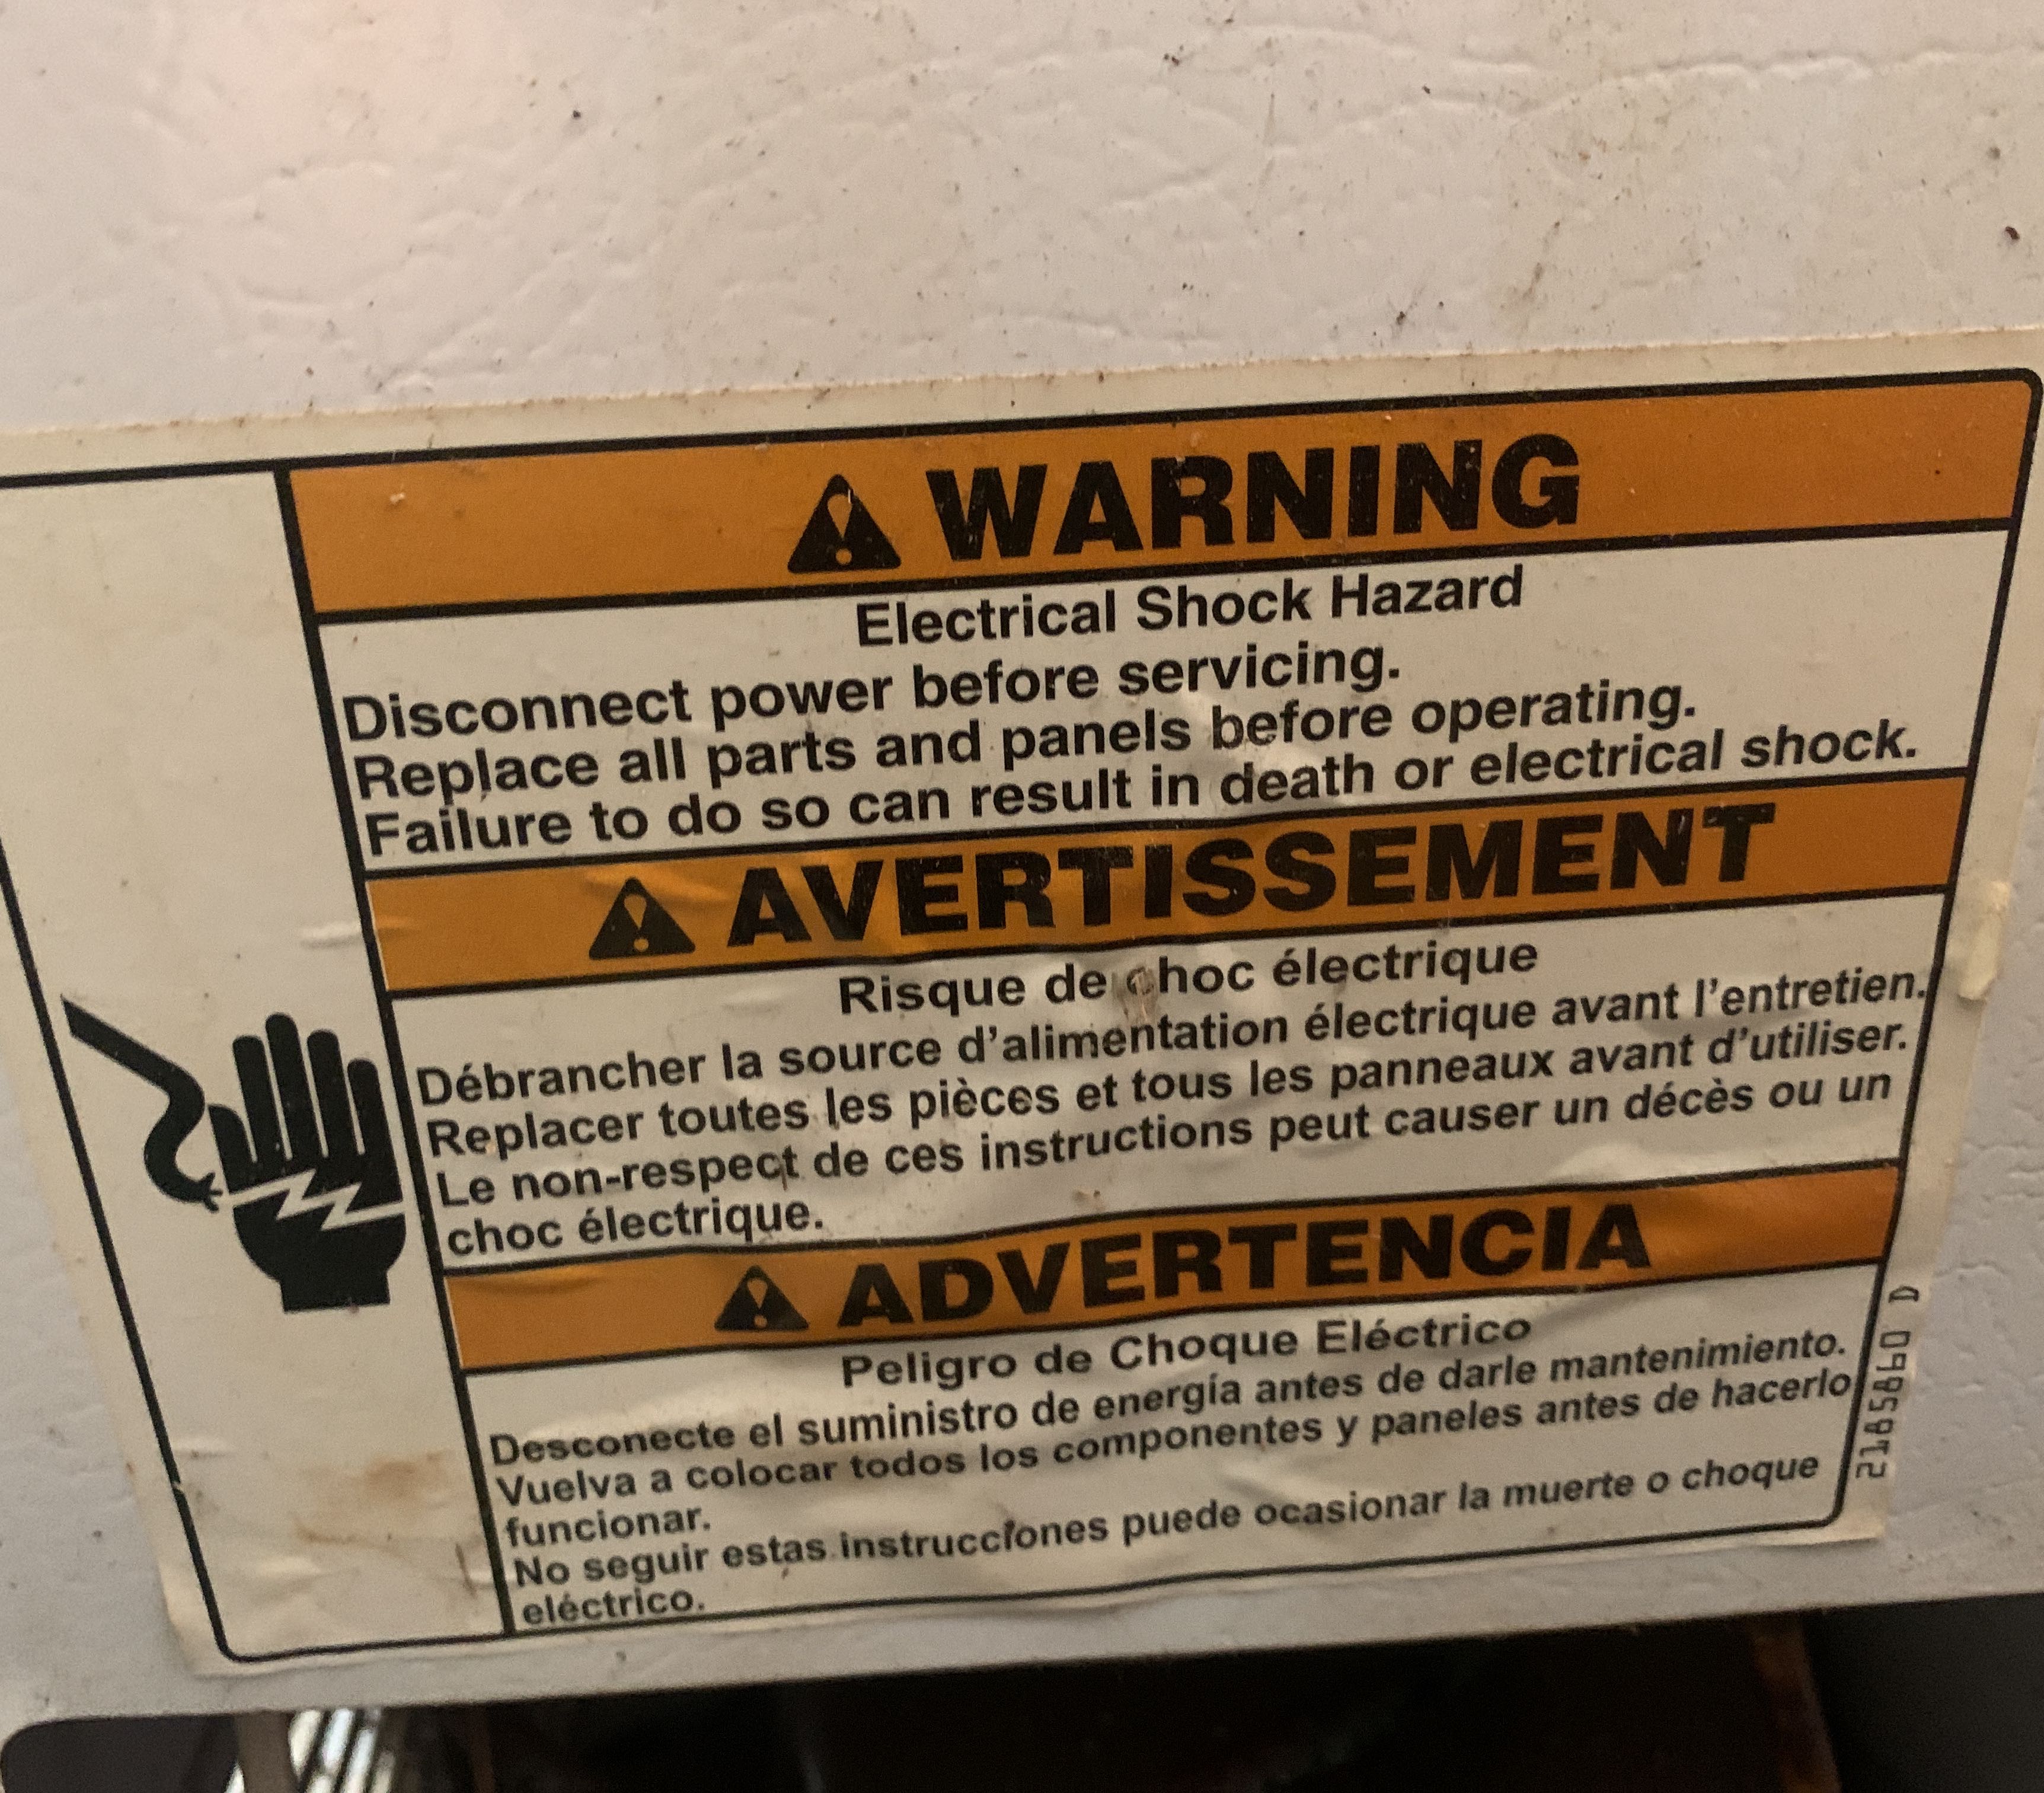 WARNING
Electrical Shock Hazard
Disconnect power before servicing.
Replace all parts and panels before operating.
Failure to do so can result in death or electrical shock.
AVERTISSEMENT
Risque de choc électrique
Débrancher la source d'alimentation électrique avant l'entretien.
Replacer toutes les pièces et tous les panneaux avant d'utiliser.
Le non-respect de ces instructions peut causer un décès ou un
choc électrique.
ADVERTENCIA
Peligro de Choque Eléctrico
Desconecte el suministro de energía antes de darle mantenimiento.
Vuelva a colocar todos los componentes y paneles antes de hacerlo
funcionar.
No seguir estas instrucciones puede ocasionar la muerte o choque
eléctrico.